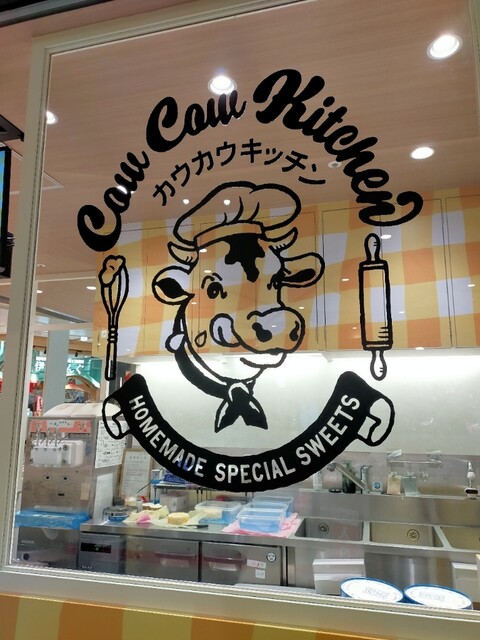 Cow Cow Kitchen
カウカウキッチン
HOMEMADE SPECIAL SWEETS